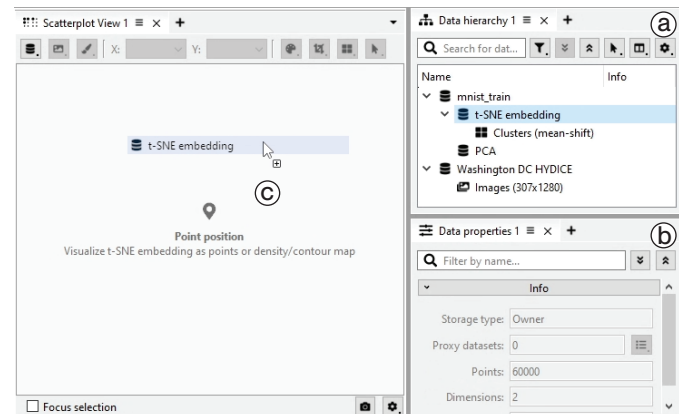 Scatterplot View 1
X:
Y:
t-SNE embedding
c
Point position
Visualize t-SNE embedding as points or density/contour map
Focus selection
Data hierarchy 1
a
Search for dat...
Name Info
mnist_train
t-SNE embedding
Clusters (mean-shift)
PCA
Washington DC HYDICE
Images (307x1280)
Data properties 1
b
Filter by name...
Info
Storage type: Owner
Proxy datasets: 0
Points: 60000
Dimensions: 2